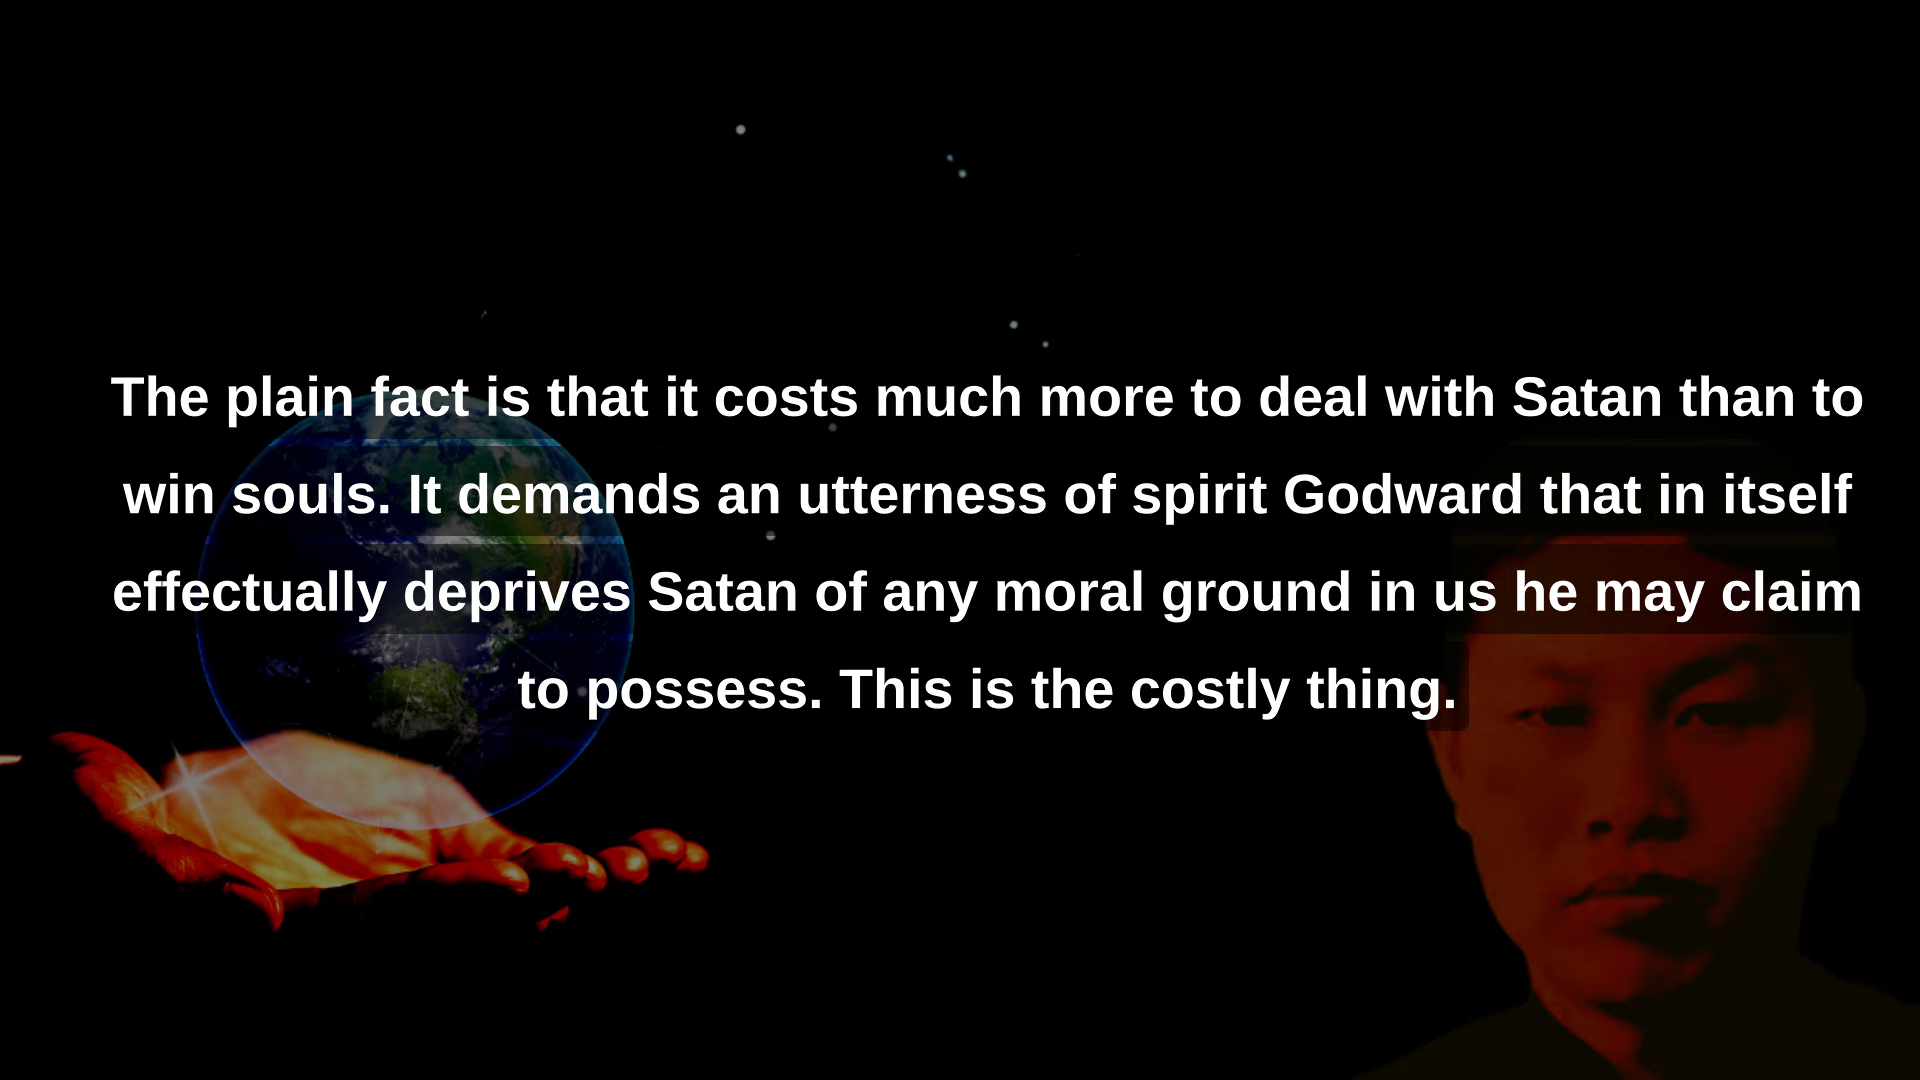 The plain fact is that it costs much more to deal with Satan than to
win souls. It demands an utterness of spirit Godward that in itself
effectually deprives Satan of any moral ground in us he may claim
to possess. This is the costly thing.